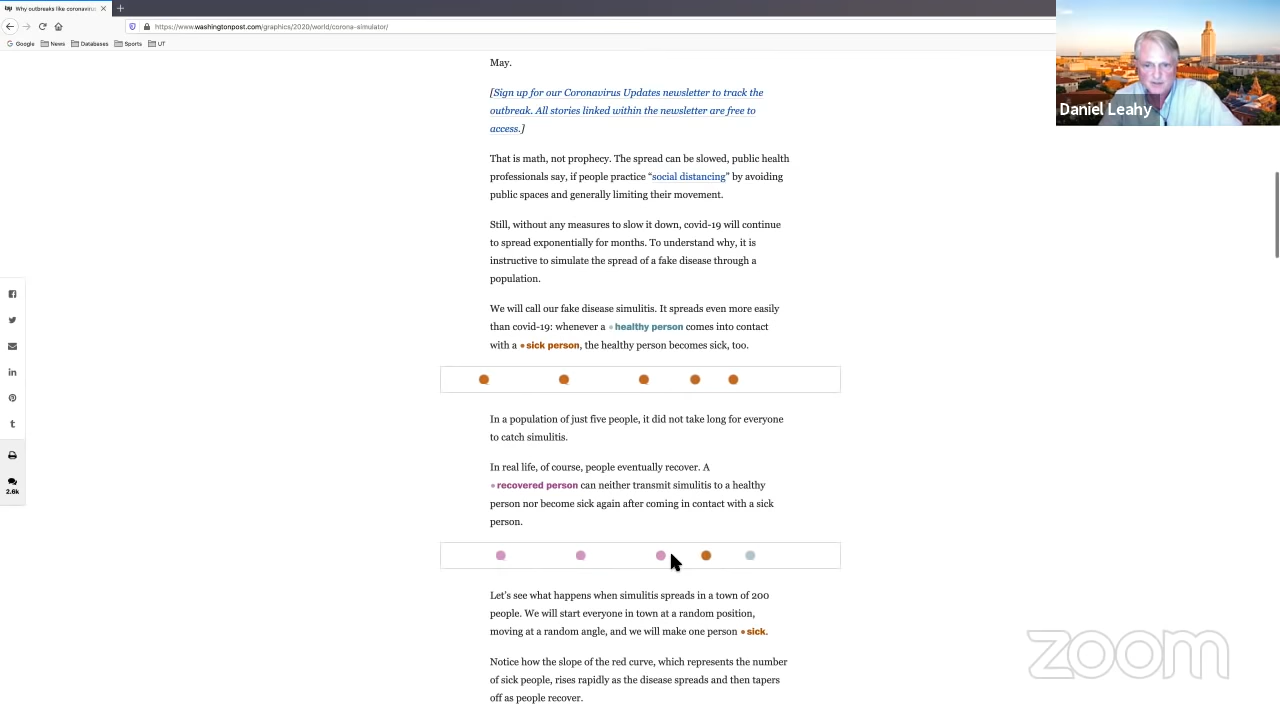 wp Why outbreaks like coronavirus
https://www.washingtonpost.com/graphics/2020/world/corona-simulator/
Google News Databases Sports UT
Daniel Leahy
May.
[Sign up for our Coronavirus Updates newsletter to track the
outbreak. All stories linked within the newsletter are free to
access.]
That is math, not prophecy. The spread can be slowed, public health
professionals say, if people practice “social distancing” by avoiding
public spaces and generally limiting their movement.
Still, without any measures to slow it down, covid-19 will continue
to spread exponentially for months. To understand why, it is
instructive to simulate the spread of a fake disease through a
population.
We will call our fake disease simulitis. It spreads even more easily
than covid-19: whenever a healthy person comes into contact
with a sick person, the healthy person becomes sick, too.
In a population of just five people, it did not take long for everyone
to catch simulitis.
In real life, of course, people eventually recover. A
recovered person can neither transmit simulitis to a healthy
person nor become sick again after coming in contact with a sick
person.
2.6k
Let’s see what happens when simulitis spreads in a town of 200
people. We will start everyone in town at a random position,
moving at a random angle, and we will make one person sick.
Notice how the slope of the red curve, which represents the number
of sick people, rises rapidly as the disease spreads and then tapers
off as people recover.
zoom